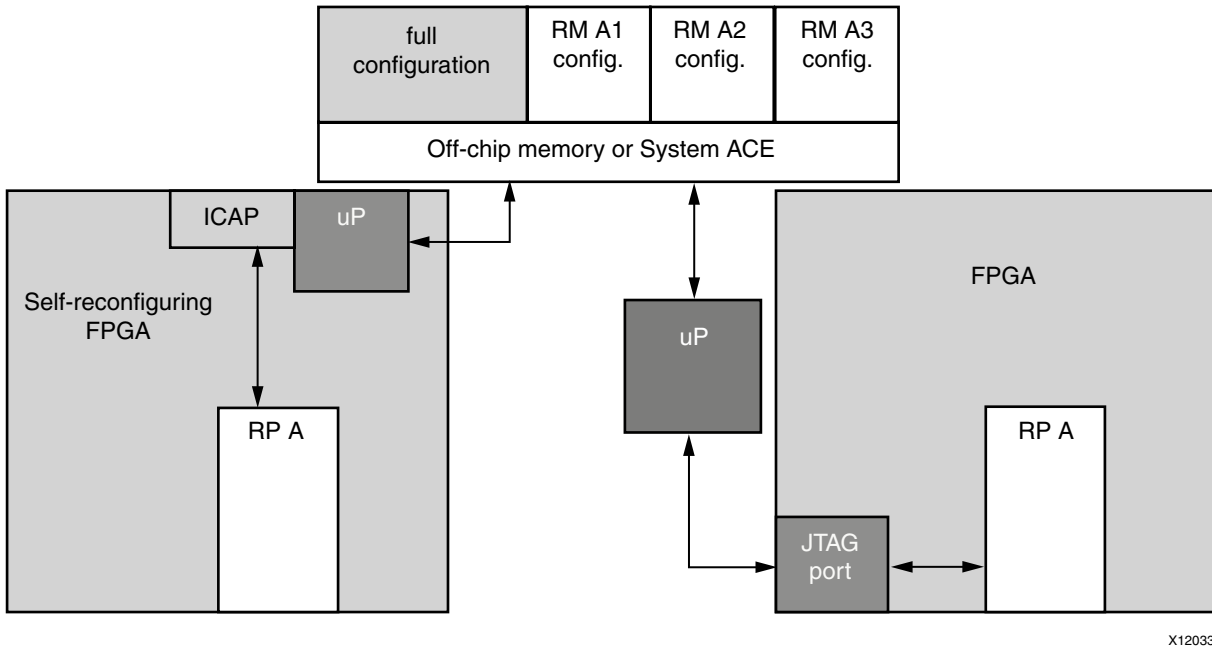 full
configuration
RM A1
config.
RM A2
config.
RM A3
config.
Off-chip memory or System ACE
ICAP
uP
Self-reconfiguring
FPGA
RP A
uP
FPGA
RP A
JTAG
port
X12033